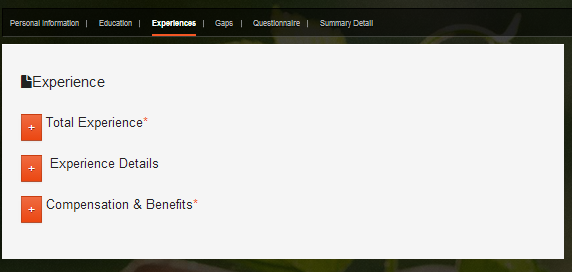 Personal Information | Education | Experiences | Gaps | Questionnaire | Summary Detail
Experience
+ Total Experience*
+ Experience Details
+ Compensation & Benefits*